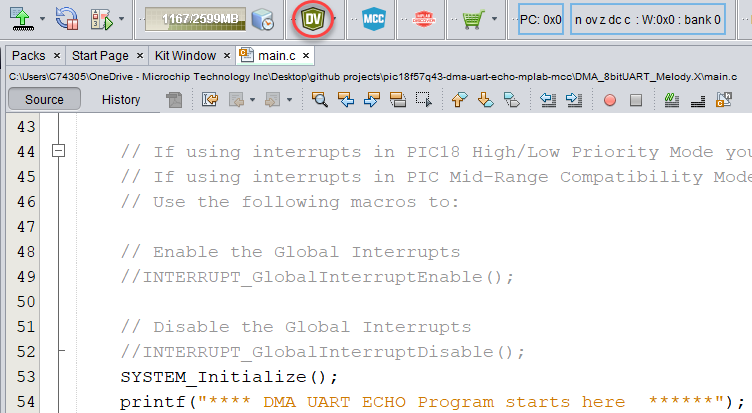 1167/2599MB DV MCC MPLAB DISCOVER PC: 0x0 n ov z dc c : W:0x0 : bank 0
Packs × Start Page × Kit Window × main.c ×
C:\Users\C74305\OneDrive - Microchip Technology Inc\Desktop\github projects\pic18f57q43-dma-uart-echo-mplab-mcc\DMA_8bitUART_Melody.X\main.c
Source History
43
44 // If using interrupts in PIC18 High/Low Priority Mode you
45 // If using interrupts in PIC Mid-Range Compatibility Mode
46 // Use the following macros to:
47
48 // Enable the Global Interrupts
49 //INTERRUPT_GlobalInterruptEnable();
50
51 // Disable the Global Interrupts
52 //INTERRUPT_GlobalInterruptDisable();
53 SYSTEM_Initialize();
54 printf("**** DMA UART ECHO Program starts here  ******");